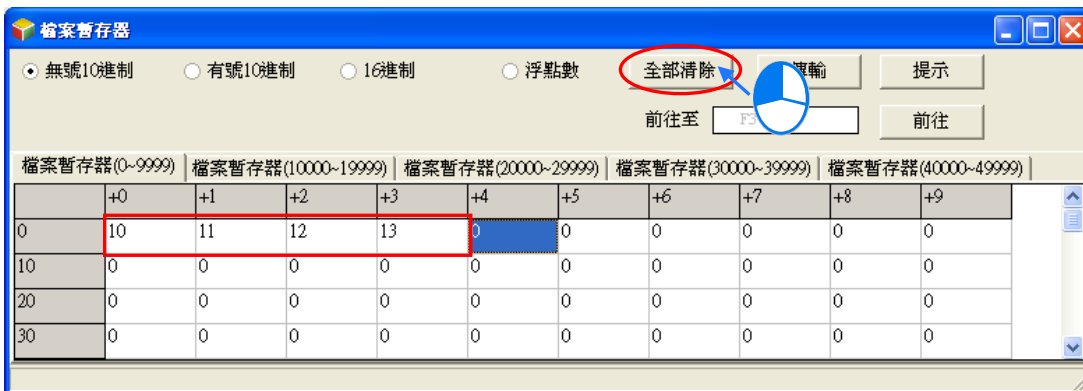 檔案暫存器
無號10進制 有號10進制 16進制 浮點數 全部清除 傳輸 提示
前往至 F3 前往
檔案暫存器(0~9999) 檔案暫存器(10000~19999) 檔案暫存器(20000~29999) 檔案暫存器(30000~39999) 檔案暫存器(40000~49999)
+0 +1 +2 +3 +4 +5 +6 +7 +8 +9
0 10 11 12 13 0 0 0 0 0 0
10 0 0 0 0 0 0 0 0 0 0
20 0 0 0 0 0 0 0 0 0 0
30 0 0 0 0 0 0 0 0 0 0